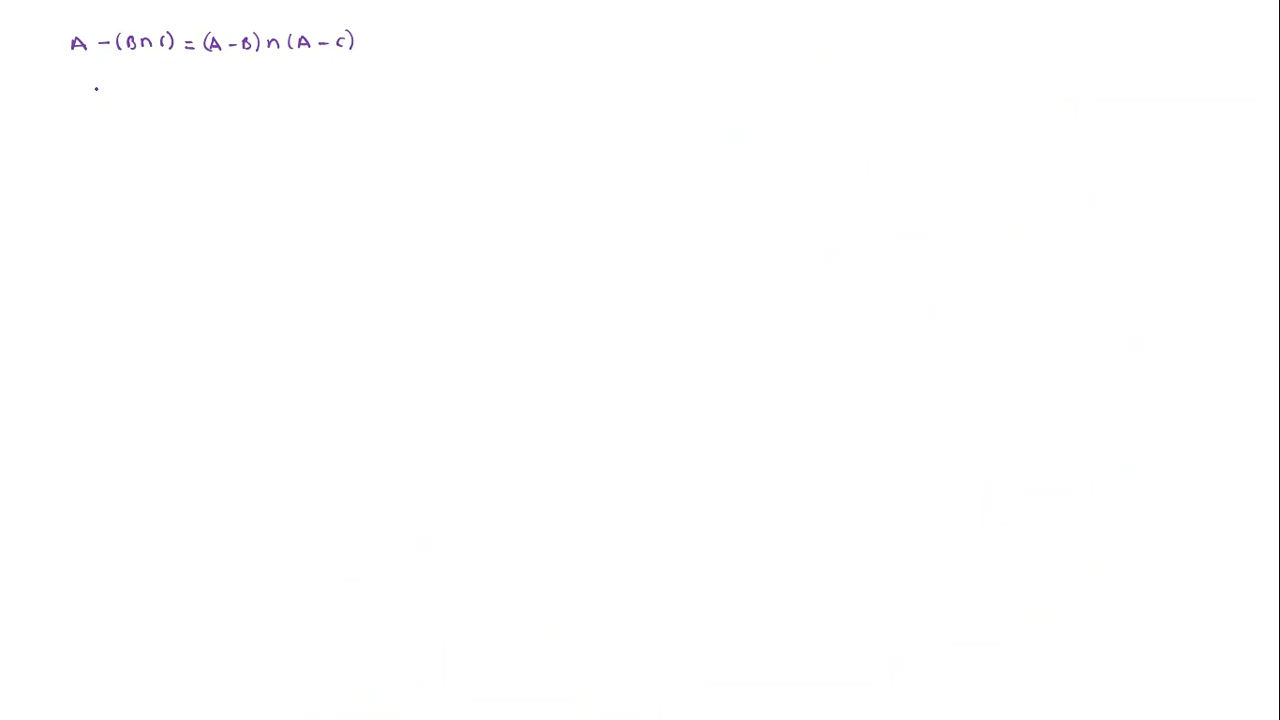 A − (B ∩ C) = (A − B) ∩ (A − C)